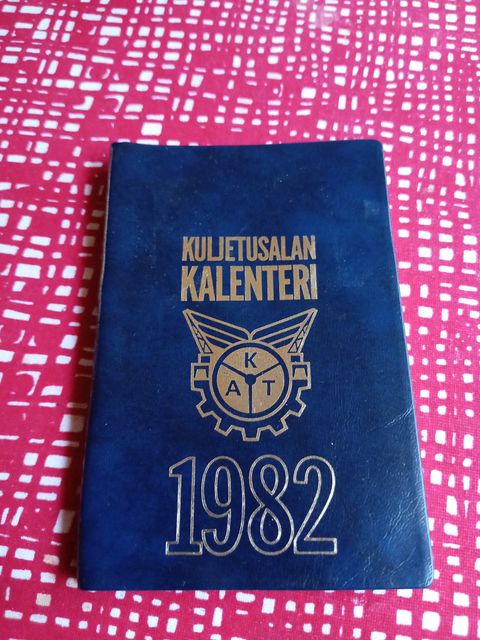 KULJETUSALAN
KALENTERI
K
A T
1982